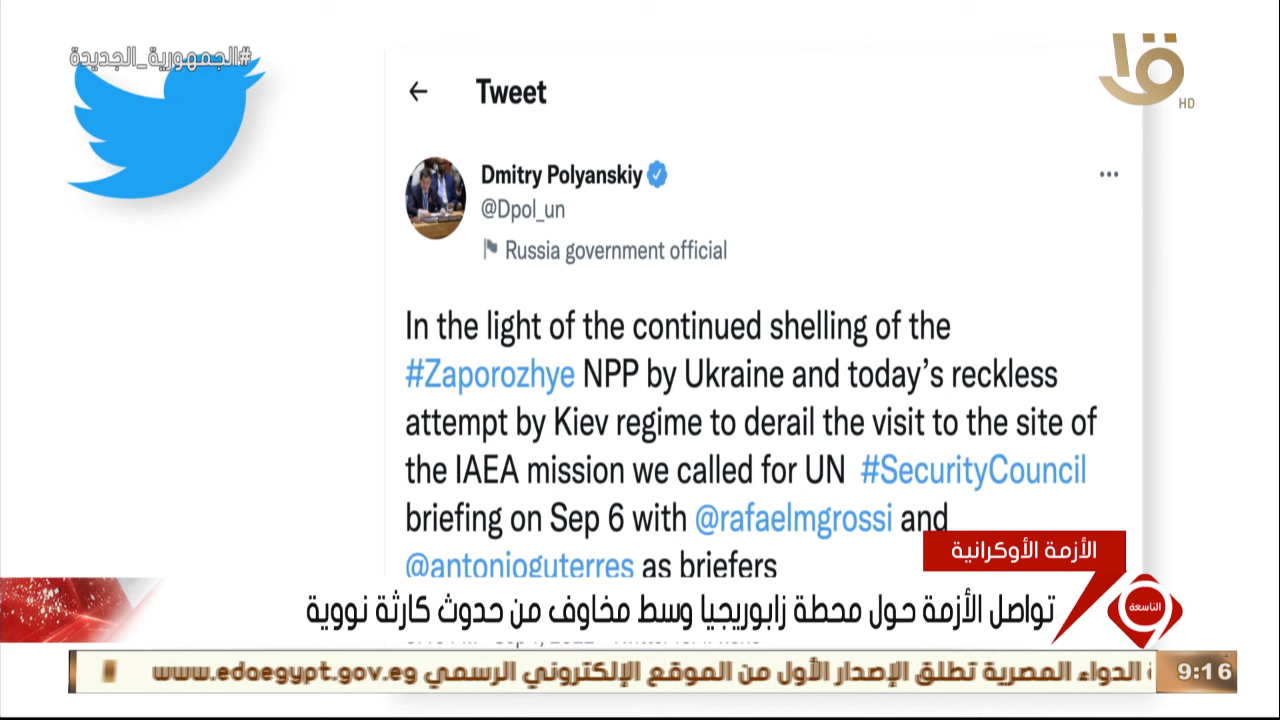 #الجمهورية_الجديدة
HD
Tweet
Dmitry Polyanskiy
@Dpol_un
Russia government official
In the light of the continued shelling of the
#Zaporozhye NPP by Ukraine and today’s reckless
attempt by Kiev regime to derail the visit to the site of
the IAEA mission we called for UN #SecurityCouncil
briefing on Sep 6 with @rafaelmgrossi and
@antonioguterres as briefers
الأزمة الأوكرانية
تواصل الأزمة حول محطة زابوريجيا وسط مخاوف من حدوث كارثة نووية
التاسعة
الدواء المصرية تطلق الإصدار الأول من الموقع الإلكتروني الرسمي www.edaegypt.gov.eg
9:16